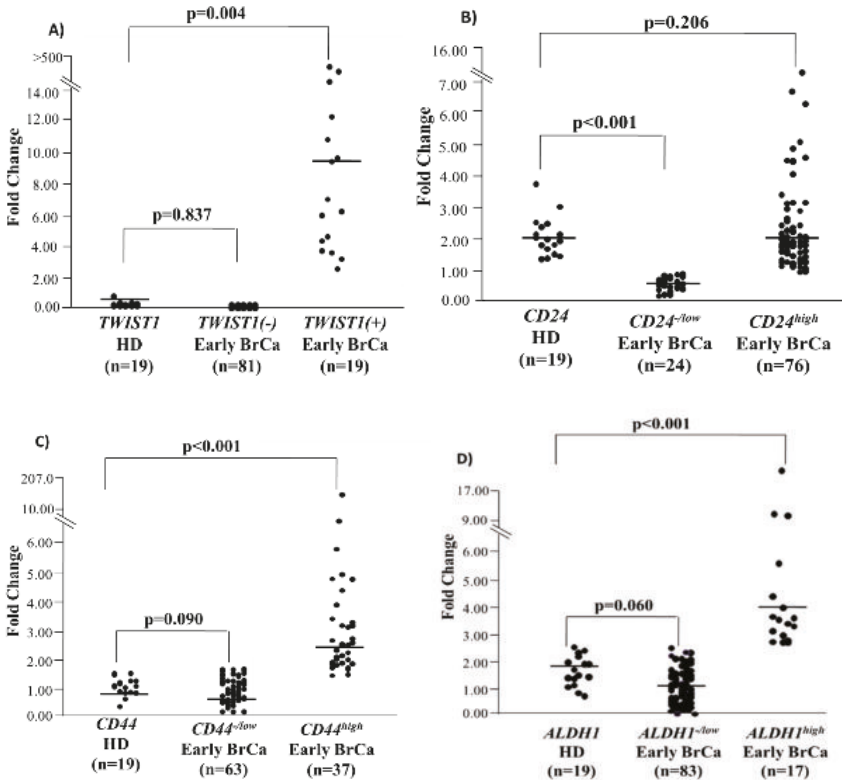 A)
p=0.004
>500
14.00
12.00
10.00
8.00
6.00
4.00
2.00
0.00
Fold Change
p=0.837
TWIST1
HD
(n=19)
TWIST1(-)
Early BrCa
(n=81)
TWIST1(+)
Early BrCa
(n=19)
B)
p=0.206
16.00
7.00
6.00
5.00
4.00
3.00
2.00
1.00
0.00
Fold Change
p<0.001
CD24
HD
(n=19)
CD24-/low
Early BrCa
(n=24)
CD24high
Early BrCa
(n=76)
C)
p<0.001
207.0
10.00
6.00
5.00
4.00
3.00
2.00
1.00
0.00
Fold Change
p=0.090
CD44
HD
(n=19)
CD44-/low
Early BrCa
(n=63)
CD44high
Early BrCa
(n=37)
D)
p<0.001
17.00
9.00
6.00
5.00
4.00
3.00
2.00
1.00
0.00
Fold Change
p=0.060
ALDH1
HD
(n=19)
ALDH1-/low
Early BrCa
(n=83)
ALDH1high
Early BrCa
(n=17)